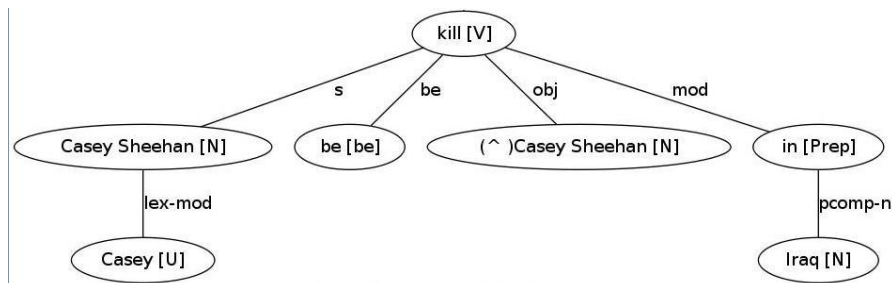 kill [V]
s
be
obj
mod
Casey Sheehan [N]
be [be]
(^ )Casey Sheehan [N]
in [Prep]
lex-mod
pcomp-n
Casey [U]
Iraq [N]